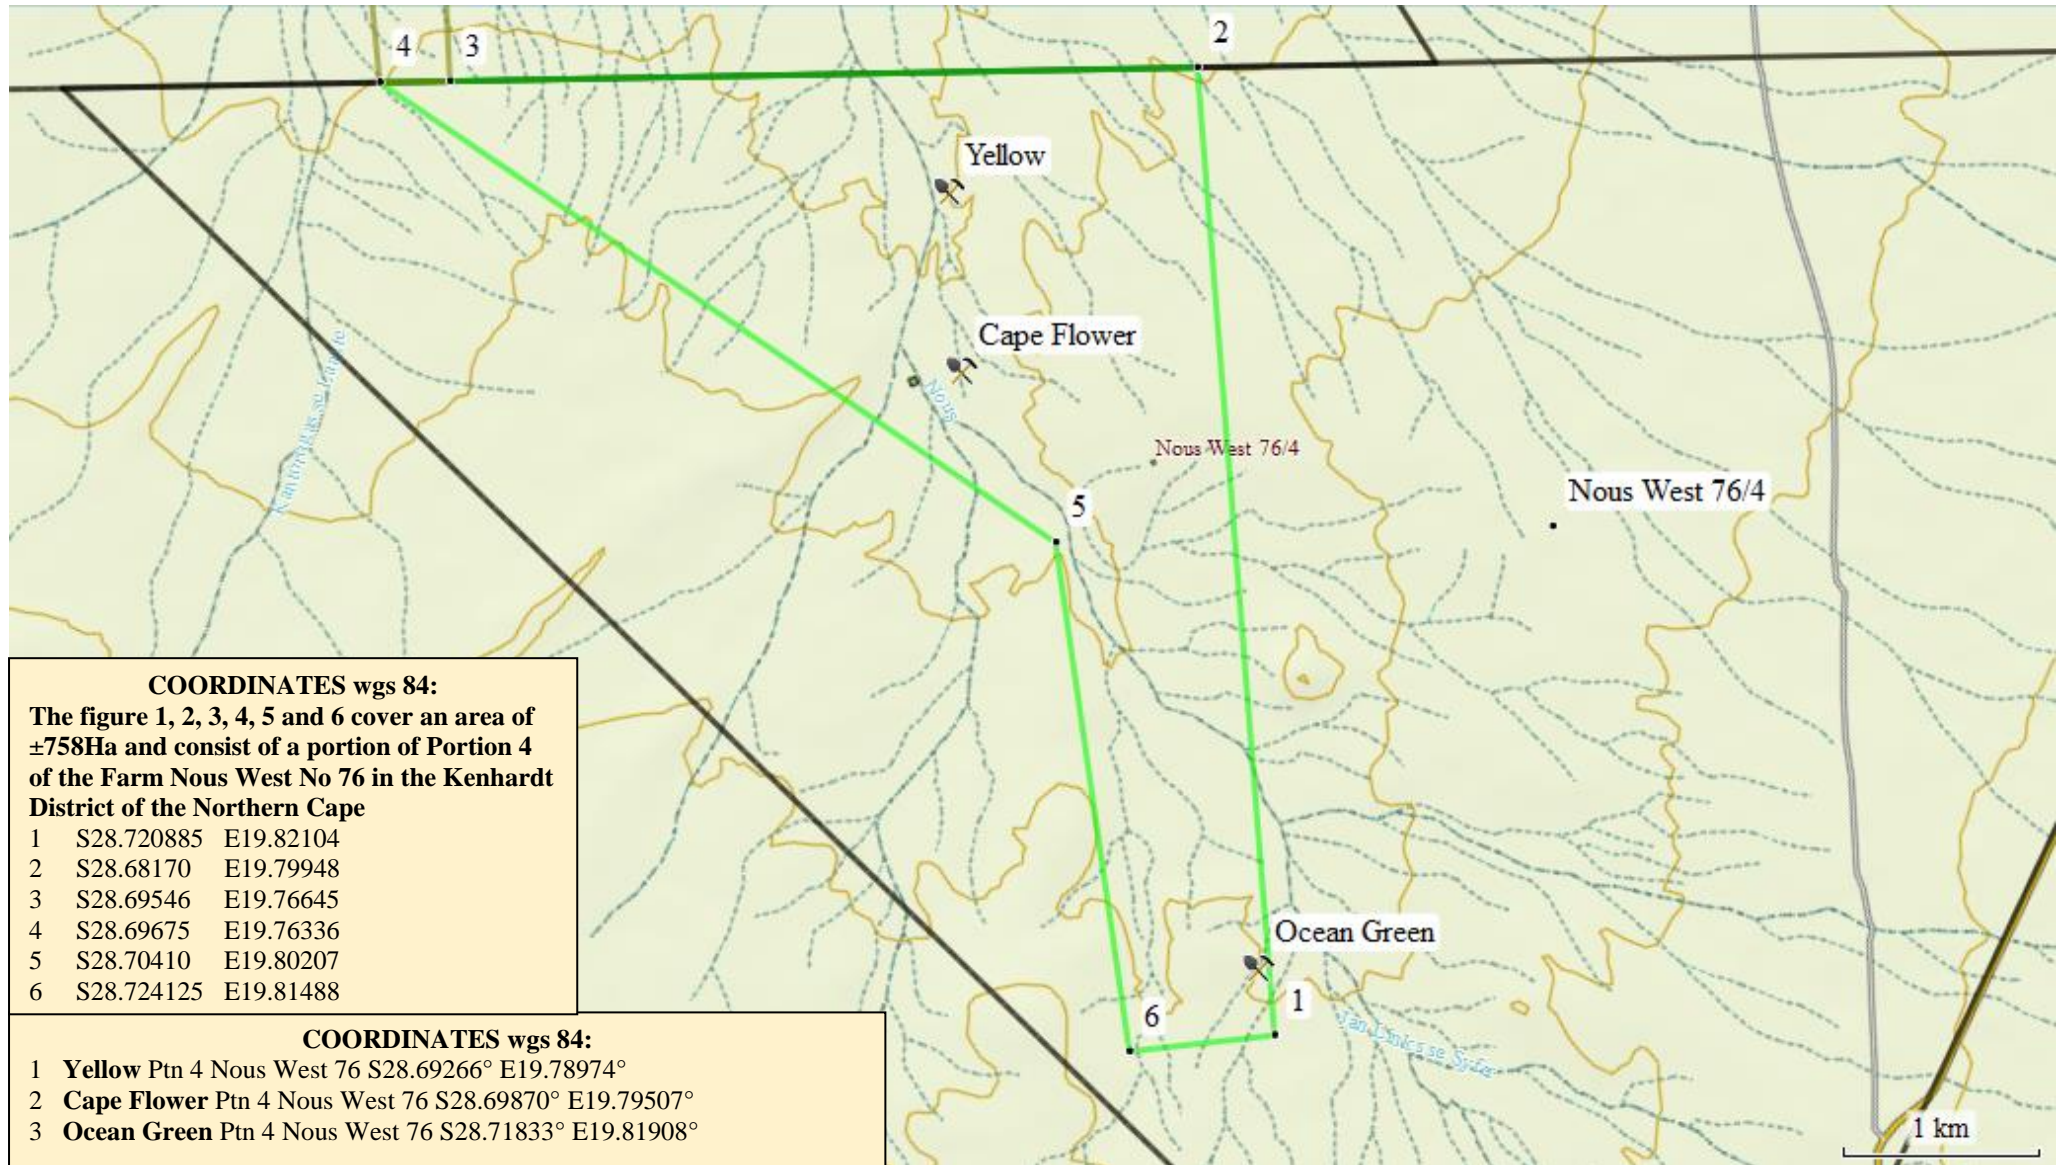 4
3
2
Yellow
Cape Flower
Nous
Nous West 76/4
5
Nous West 76/4
Ocean Green
1
6
Jan Links se Syfer
1 km
COORDINATES wgs 84:
The figure 1, 2, 3, 4, 5 and 6 cover an area of
±758Ha and consist of a portion of Portion 4
of the Farm Nous West No 76 in the Kenhardt
District of the Northern Cape
1 S28.720885 E19.82104
2 S28.68170 E19.79948
3 S28.69546 E19.76645
4 S28.69675 E19.76336
5 S28.70410 E19.80207
6 S28.724125 E19.81488
COORDINATES wgs 84:
1 Yellow Ptn 4 Nous West 76 S28.69266° E19.78974°
2 Cape Flower Ptn 4 Nous West 76 S28.69870° E19.79507°
3 Ocean Green Ptn 4 Nous West 76 S28.71833° E19.81908°